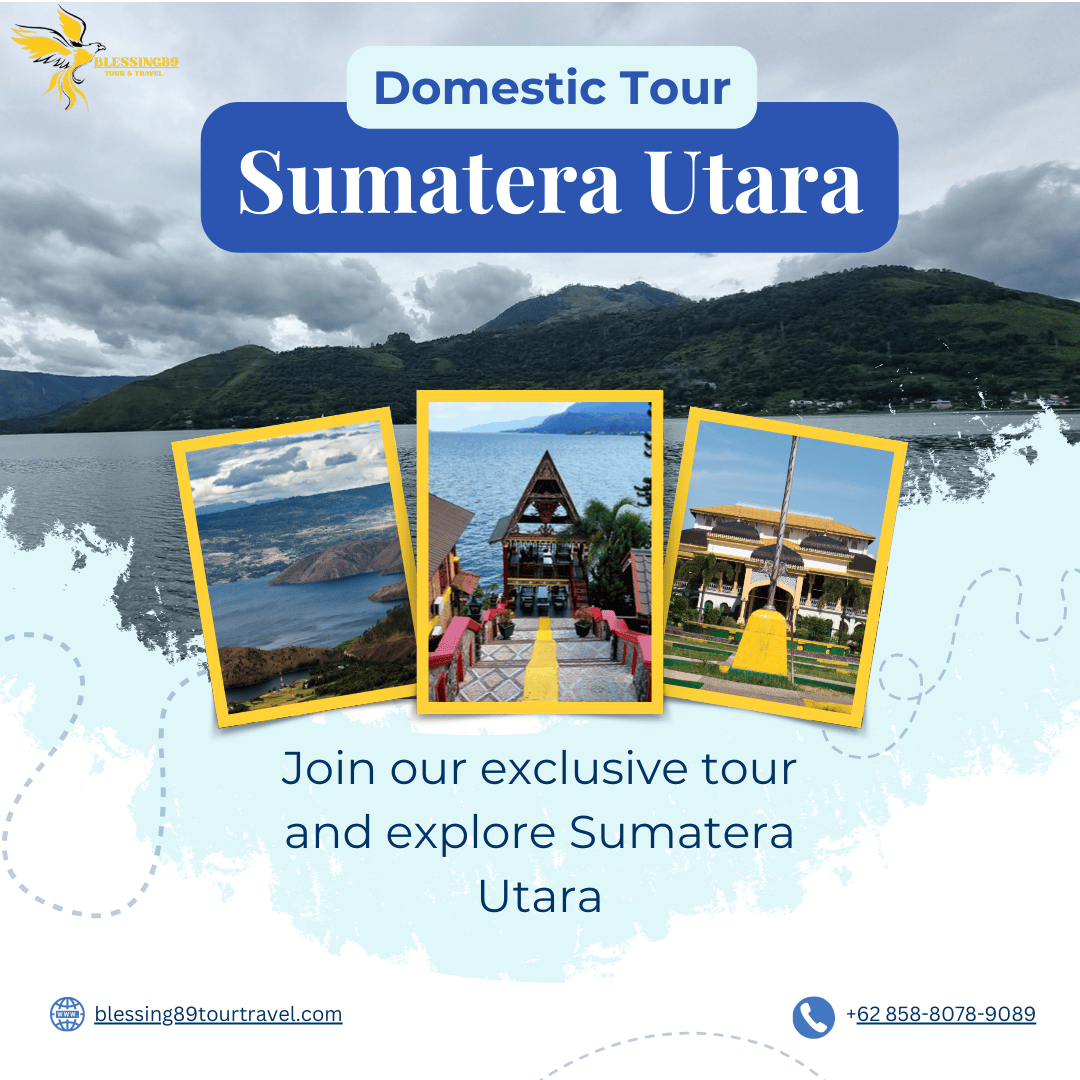 BLESSING89
TOUR & TRAVEL
Domestic Tour
Sumatera Utara
Join our exclusive tour
and explore Sumatera
Utara
WWW
blessing89tourtravel.com
+62 858-8078-9089